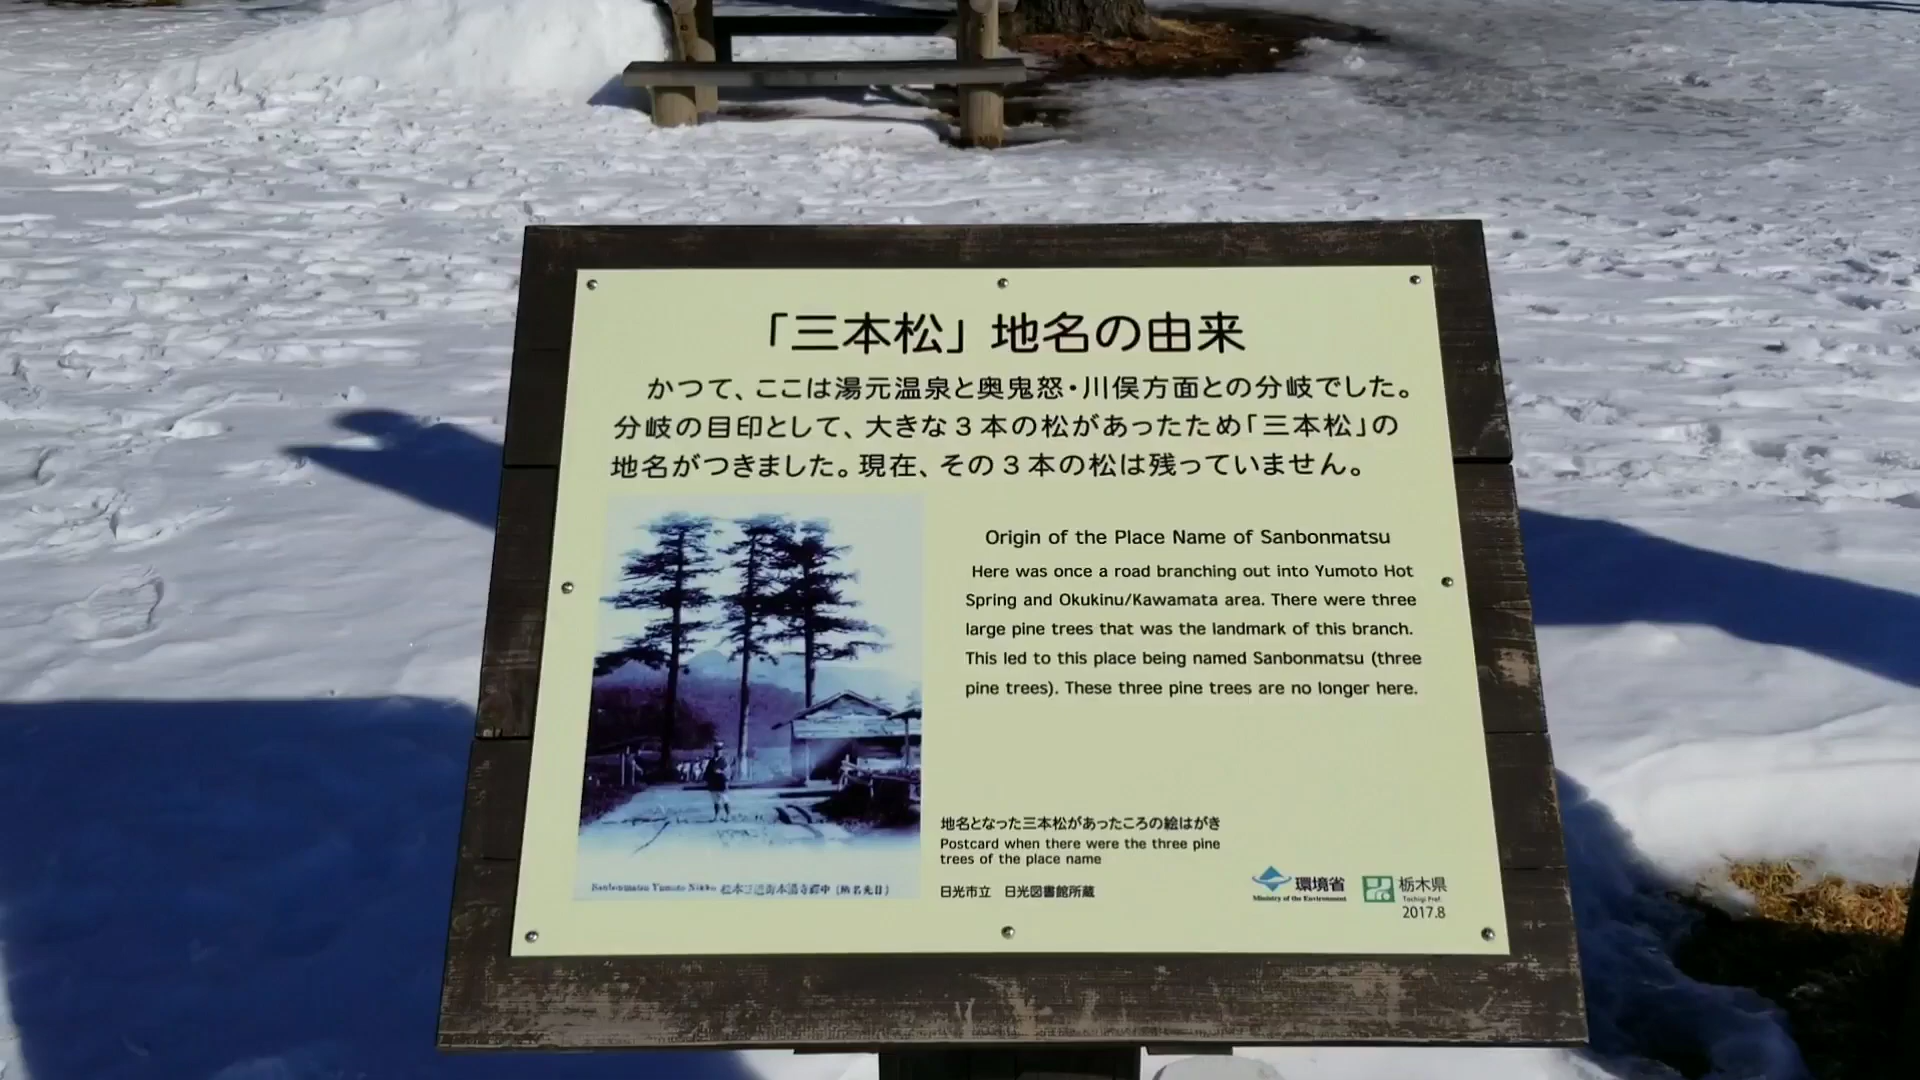 「三本松」地名の由来
かつて、ここは湯元温泉と奥鬼怒・川俣方面との分岐でした。
分岐の目印として、大きな3本の松があったため「三本松」の
地名がつきました。現在、その3本の松は残っていません。
Origin of the Place Name of Sanbonmatsu
Here was once a road branching out into Yumoto Hot
Spring and Okukinu/Kawamata area. There were three
large pine trees that was the landmark of this branch.
This led to this place being named Sanbonmatsu (three
pine trees). These three pine trees are no longer here.
地名となった三本松があったころの絵はがき
Postcard when there were the three pine
trees of the place name
日光市立 日光図書館所蔵
Sanbonmatsu Yumoto Nikko
環境省
Ministry of the Environment
栃木県
Tochigi Pref.
2017.8